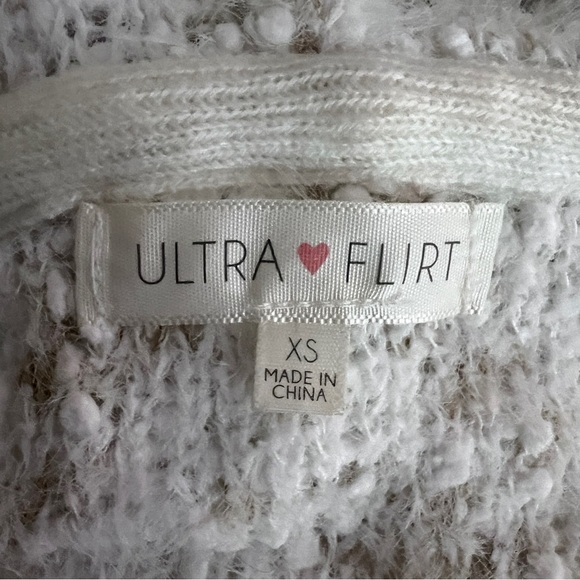 ULTRA ♥ FLIRT
XS
MADE IN
CHINA